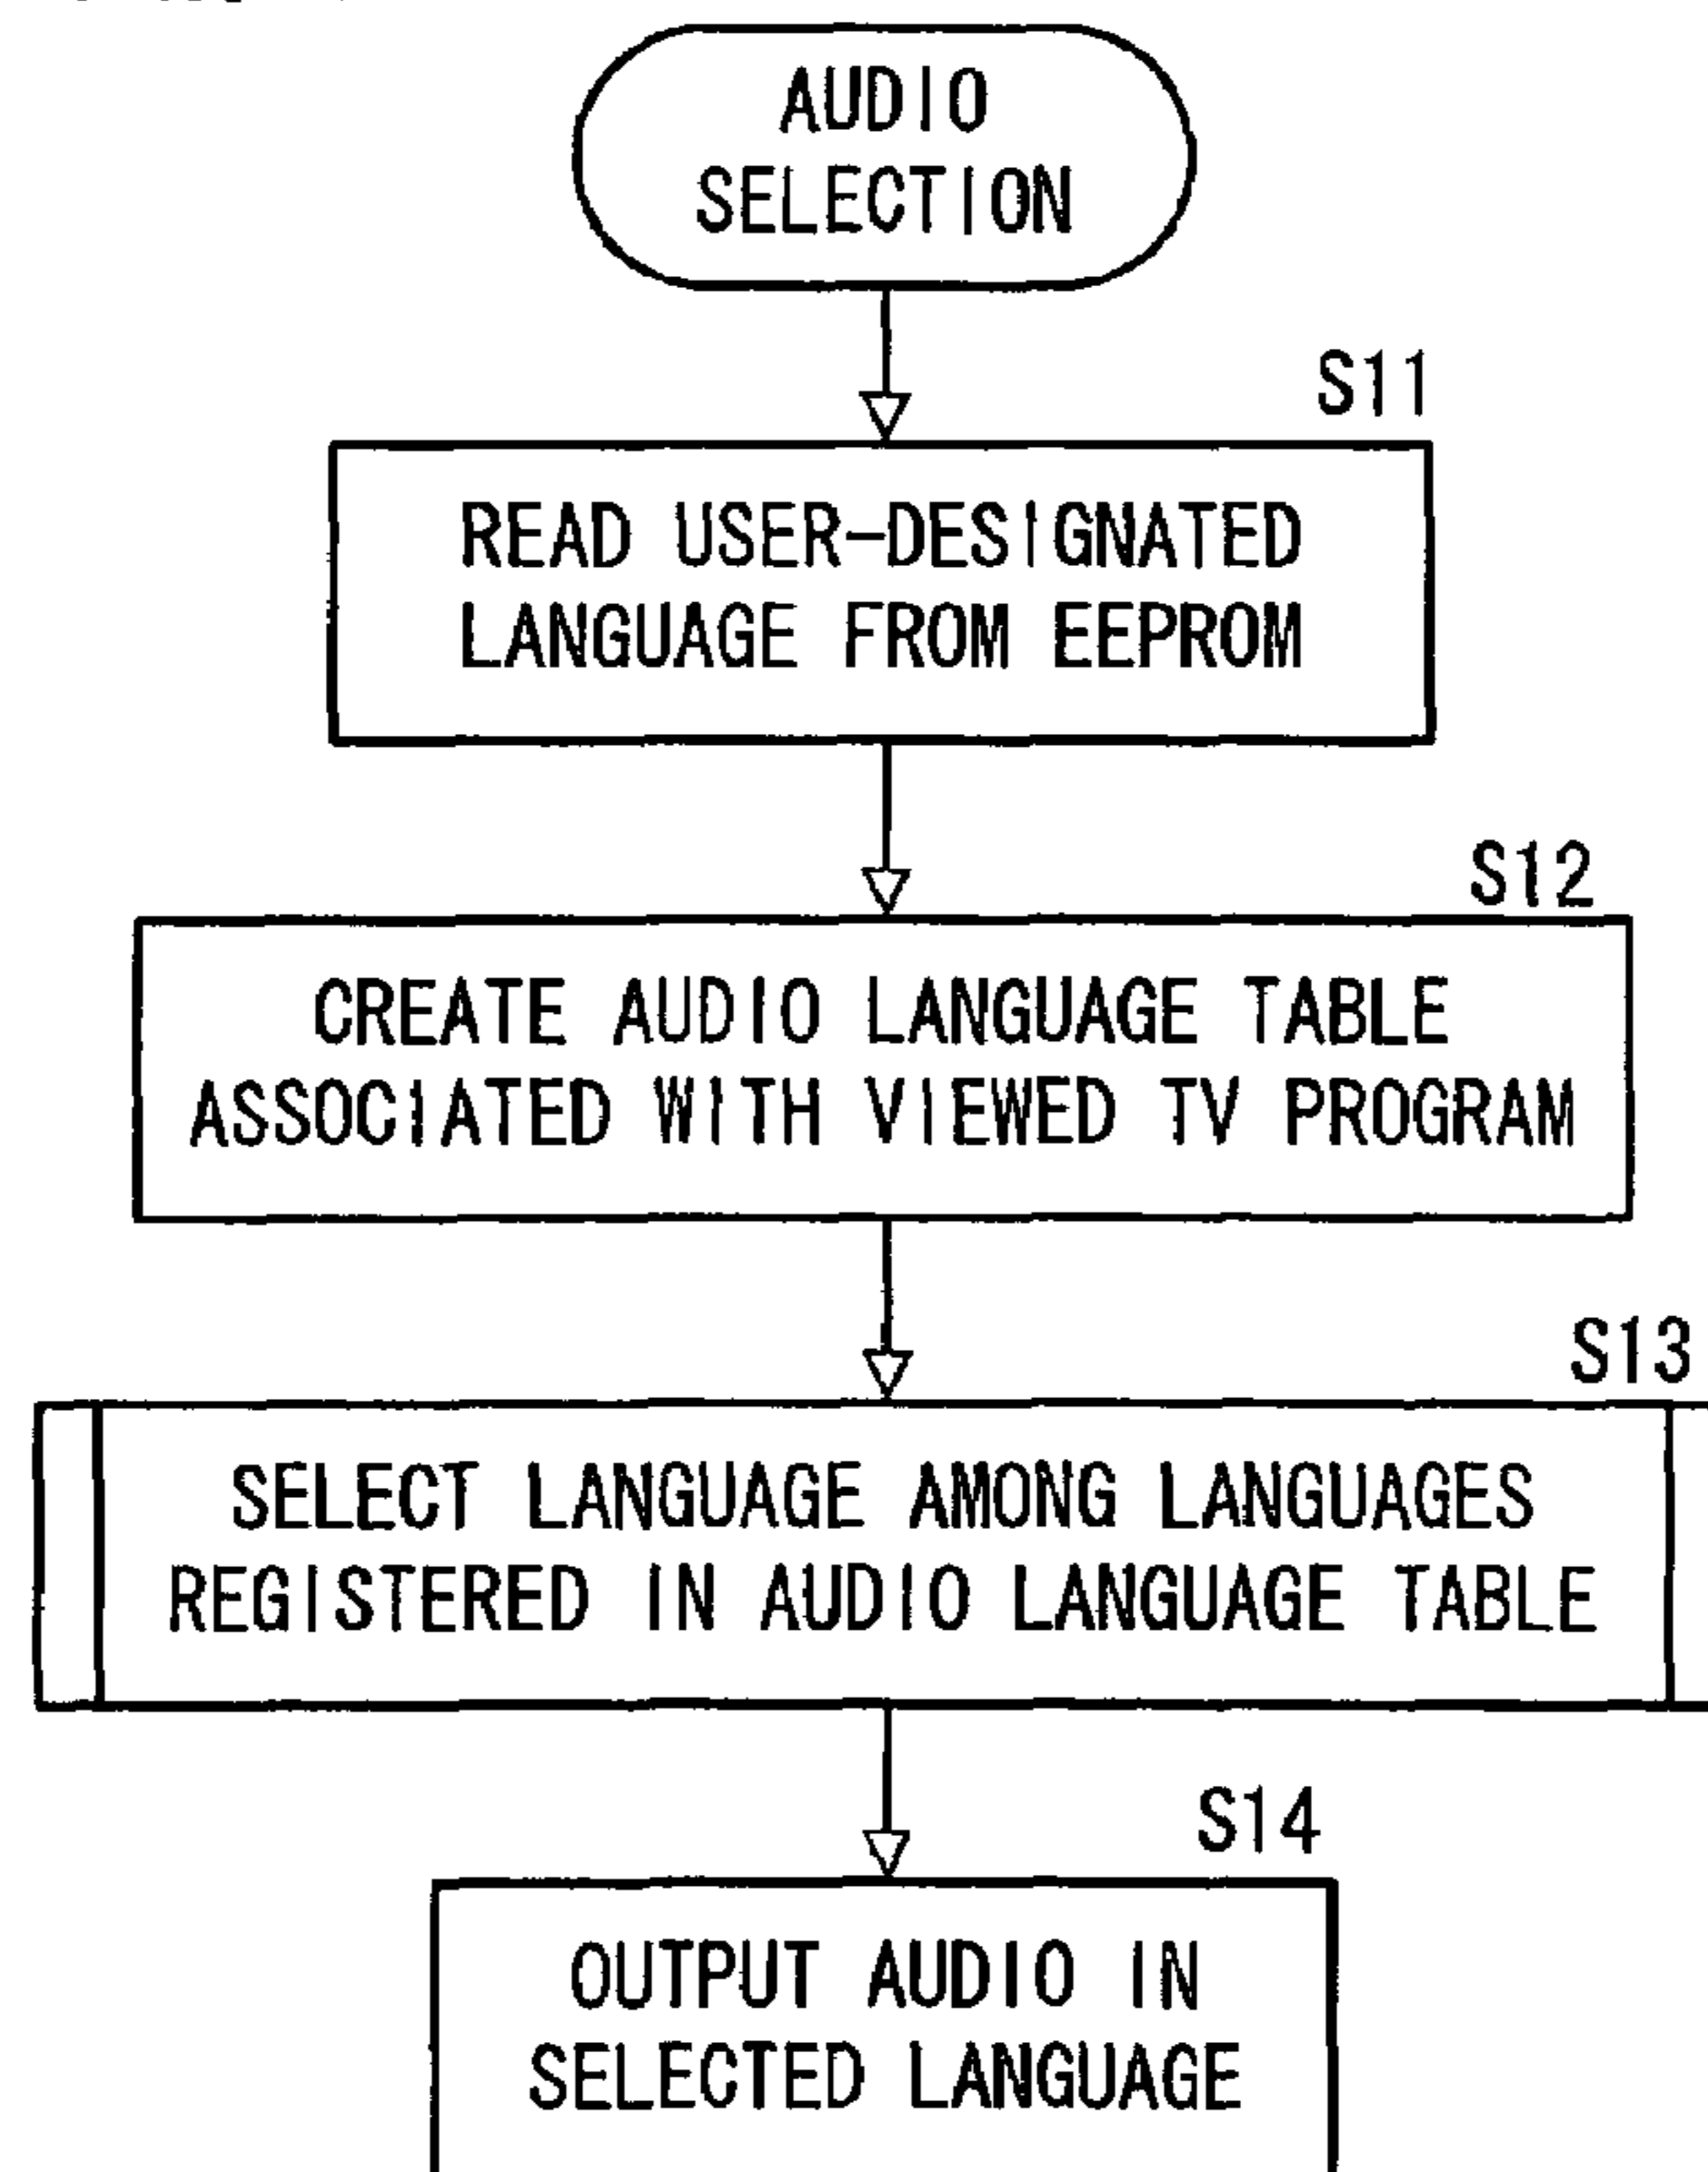 AUDIO
SELECTION
S11
READ USER-DESIGNATED
LANGUAGE FROM EEPROM
S12
CREATE AUDIO LANGUAGE TABLE
ASSOCIATED WITH VIEWED TV PROGRAM
S13
SELECT LANGUAGE AMONG LANGUAGES
REGISTERED IN AUDIO LANGUAGE TABLE
S14
OUTPUT AUDIO IN
SELECTED LANGUAGE